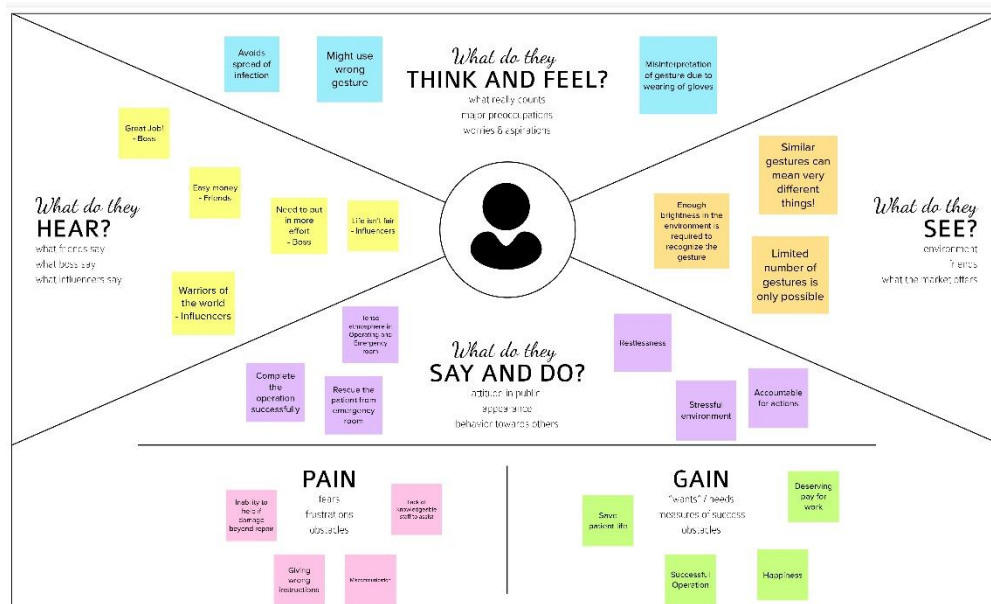 What do they
THINK AND FEEL?
what really counts
major preoccupations
worries & aspirations
Avoids
spread of
infection
Might use
wrong
gesture
Misinterpretation
of gesture due to
wearing of gloves
What do they
HEAR?
what friends say
what boss say
what influencers say
Great Job!
- Boss
Easy money
- Friends
Need to put
in more
effort
- Boss
Life isn't fair
- Influencers
Warriors of
the world
- Influencers
What do they
SEE?
environment
friends
what the market offers
Similar
gestures can
mean very
different
things!
Enough
brightness in the
environment is
required to
recognize the
gesture
Limited
number of
gestures is
only possible
What do they
SAY AND DO?
attitude in public
appearance
behavior towards others
Tense
atmosphere in
Operating and
Emergency
room
Complete
the
operation
successfully
Rescue the
patient from
emergency
room
Restlessness
Stressful
environment
Accountable
for actions
PAIN
fears
frustrations
obstacles
Inability to
help if
damage
beyond repair
Lack of
knowledgeable
staff to assist
Giving
wrong
instructions
GAIN
"wants" / needs
measures of success
obstacles
Save
patient life
Deserving
pay for
work
Successful
Operation
Happiness